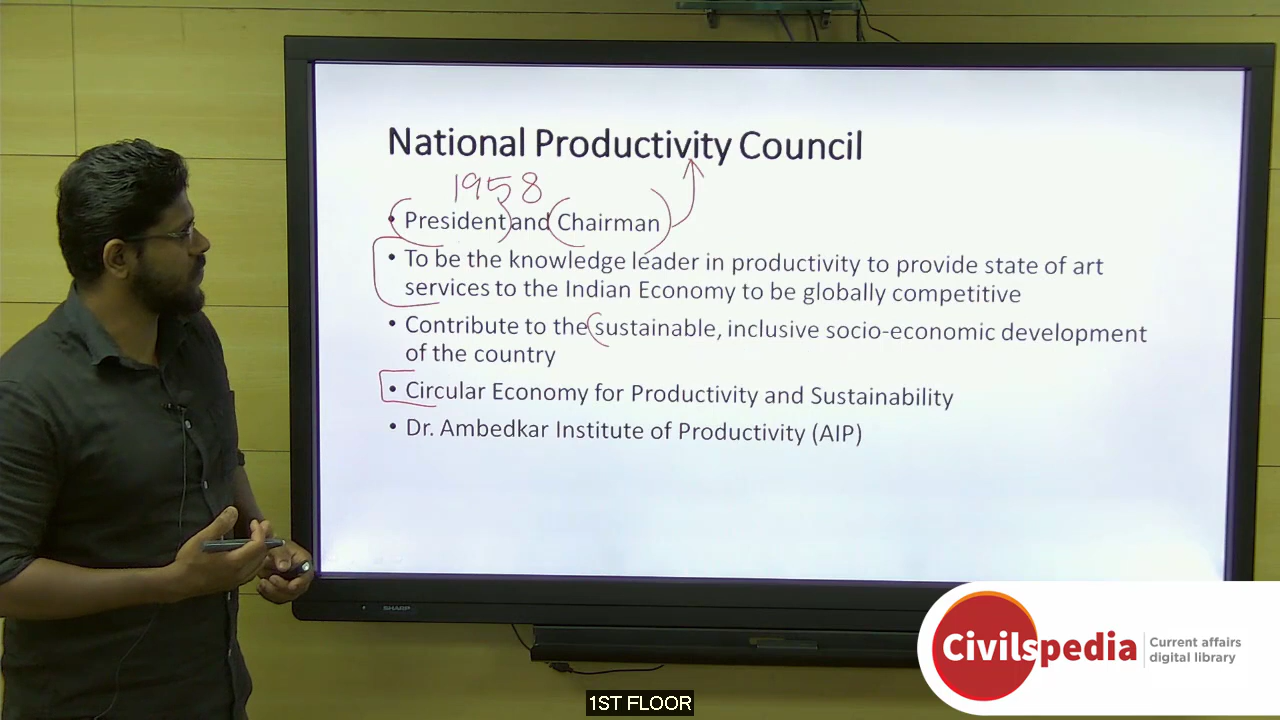 National Productivity Council
1958
• President and Chairman
• To be the knowledge leader in productivity to provide state of art
services to the Indian Economy to be globally competitive
• Contribute to the sustainable, inclusive socio-economic development
of the country
• Circular Economy for Productivity and Sustainability
• Dr. Ambedkar Institute of Productivity (AIP)
SHARP
Civilspedia
Current affairs
digital library
1ST FLOOR